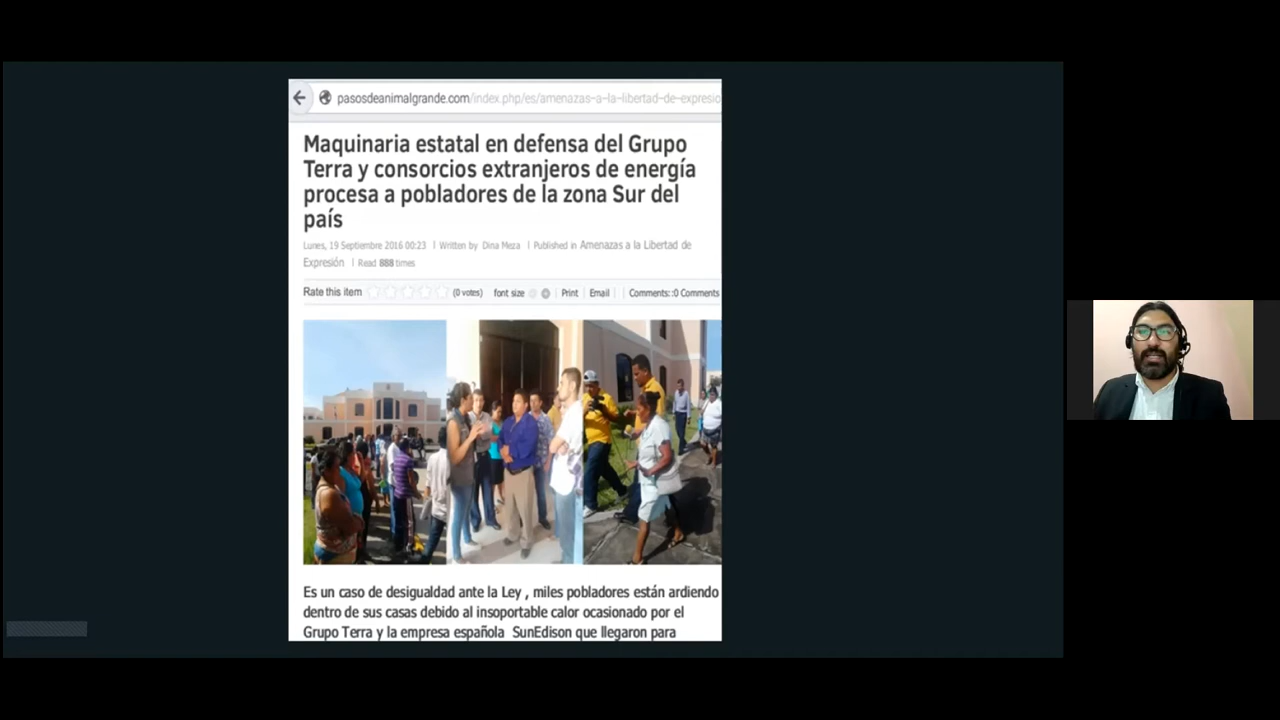 pasosdeanimalgrande.com/index.php/es/amenazas-a-la-libertad-de-expresio
Maquinaria estatal en defensa del Grupo
Terra y consorcios extranjeros de energía
procesa a pobladores de la zona Sur del
país
Lunes, 19 Septiembre 2016 00:23 | Written by Dina Meza | Published in Amenazas a la Libertad de
Expresión | Read 888 times
Rate this item (0 votes) font size | Print | Email | Comments::0 Comments
Es un caso de desigualdad ante la Ley , miles pobladores están ardiendo
dentro de sus casas debido al insoportable calor ocasionado por el
Grupo Terra y la empresa española SunEdison que llegaron para